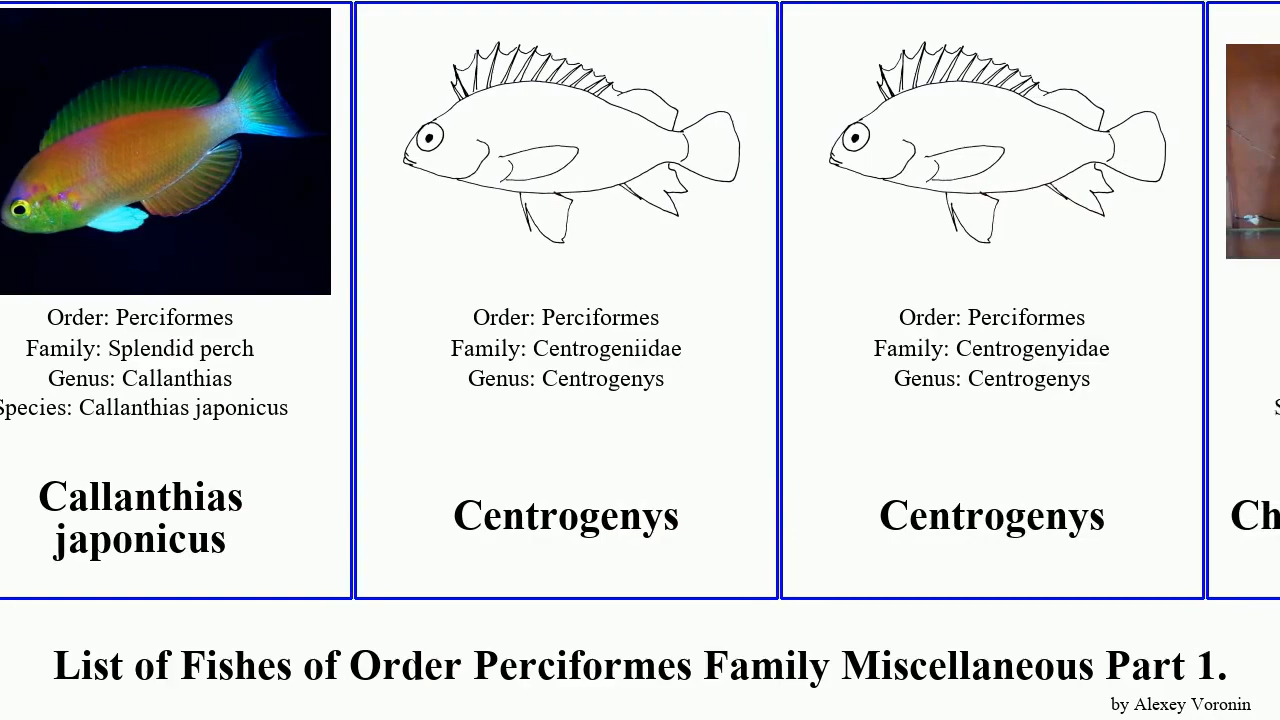 Order: Perciformes
Family: Splendid perch
Genus: Callanthias
Species: Callanthias japonicus
Callanthias
japonicus
Order: Perciformes
Family: Centrogeniidae
Genus: Centrogenys
Centrogenys
Order: Perciformes
Family: Centrogenyidae
Genus: Centrogenys
Centrogenys
S
Ch
List of Fishes of Order Perciformes Family Miscellaneous Part 1.
by Alexey Voronin